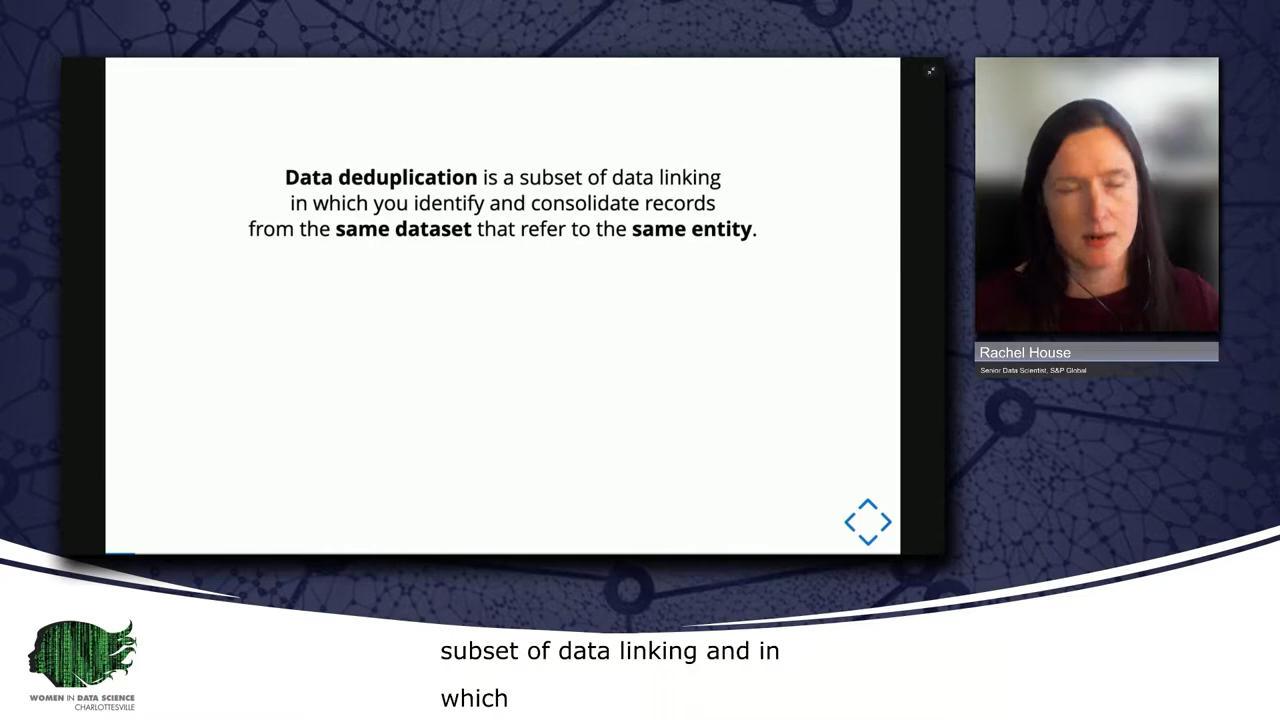 Data deduplication is a subset of data linking
in which you identify and consolidate records
from the same dataset that refer to the same entity.
Rachel House
Senior Data Scientist, S&P Global
subset of data linking and in
which
WOMEN IN DATA SCIENCE
CHARLOTTESVILLE